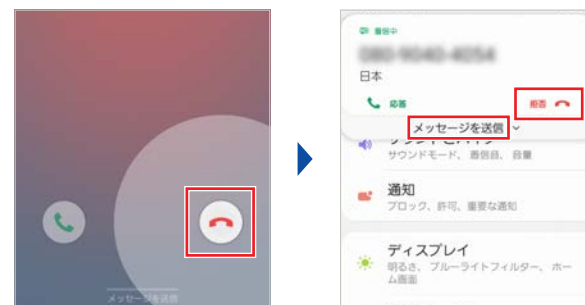 メッセージを送信
着信中
日本
応答
拒否
メッセージを送信
サウンドモード、着信音、音量
通知
ブロック、許可、重要な通知
ディスプレイ
明るさ、ブルーライトフィルター、ホー
ム画面